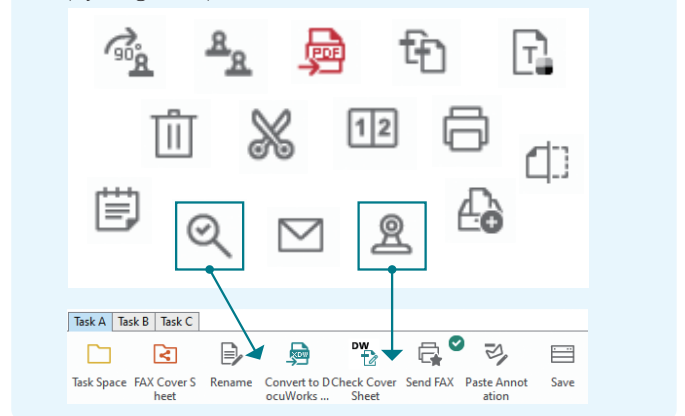 90°
PDF
T
1 2
Task A Task B Task C
XDW
DW
Task Space FAX Cover S Rename Convert to D Check Cover Send FAX Paste Annot Save
heet ocuWorks ... Sheet ation